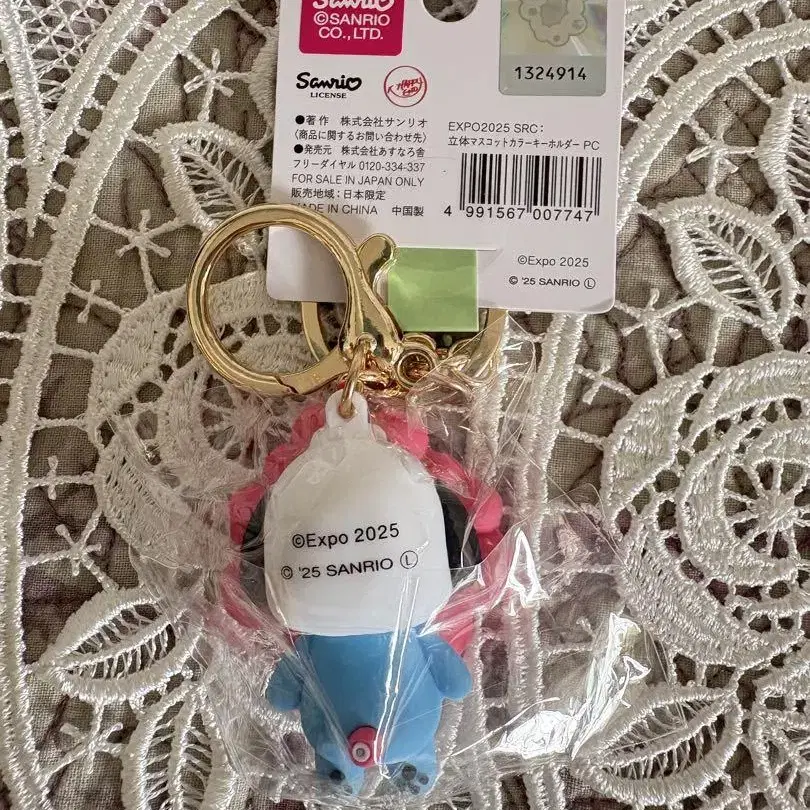 Sanrio
©SANRIO
CO., LTD.
1324914
Sanrio
LICENSE
●著作 株式会社サンリオ
(商品に関するお問い合わせ先)
●発売元 株式会社あすなろ舎
フリーダイヤル 0120-334-337
FOR SALE IN JAPAN ONLY
販売地域:日本限定
MADE IN CHINA 中国製
EXPO2025 SRC:
立体マスコットカラーキーホルダー PC
4 991567 007747
©Expo 2025
© '25 SANRIO Ⓛ
©Expo 2025
© '25 SANRIO Ⓛ